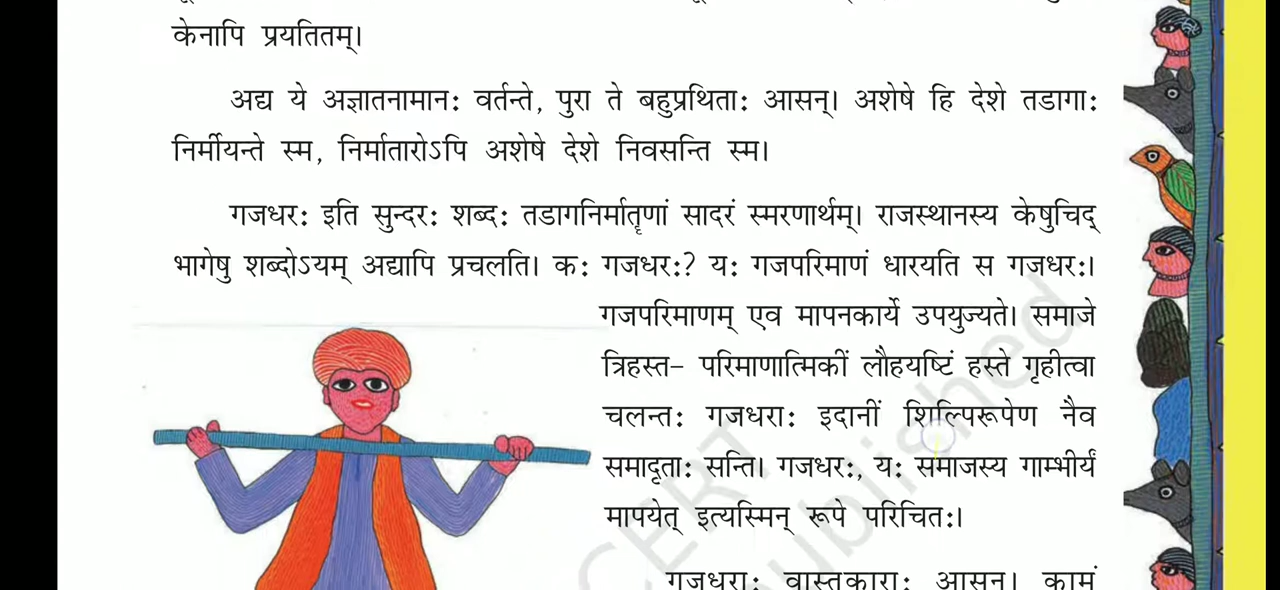 केनापि प्रयतितम्।
अद्य ये अज्ञातनामानः वर्तन्ते, पुरा ते बहुप्रथिताः आसन्। अशेषे हि देशे तडागाः
निर्मीयन्ते स्म, निर्मातारोऽपि अशेषे देशे निवसन्ति स्म।
गजधरः इति सुन्दरः शब्दः तडागनिर्मातॄणां सादरं स्मरणार्थम्। राजस्थानस्य केषुचिद्
भागेषु शब्दोऽयम् अद्यापि प्रचलति। कः गजधरः? यः गजपरिमाणं धारयति स गजधरः।
गजपरिमाणम् एव मापनकार्ये उपयुज्यते। समाजे
त्रिहस्त- परिमाणात्मिकीं लौहयष्टिं हस्ते गृहीत्वा
चलन्तः गजधराः इदानीं शिल्पिरूपेण नैव
समादृताः सन्ति। गजधरः, यः समाजस्य गाम्भीर्यं
मापयेत् इत्यस्मिन् रूपे परिचितः।
गजधराः वास्तुकाराः आसन्। कामं